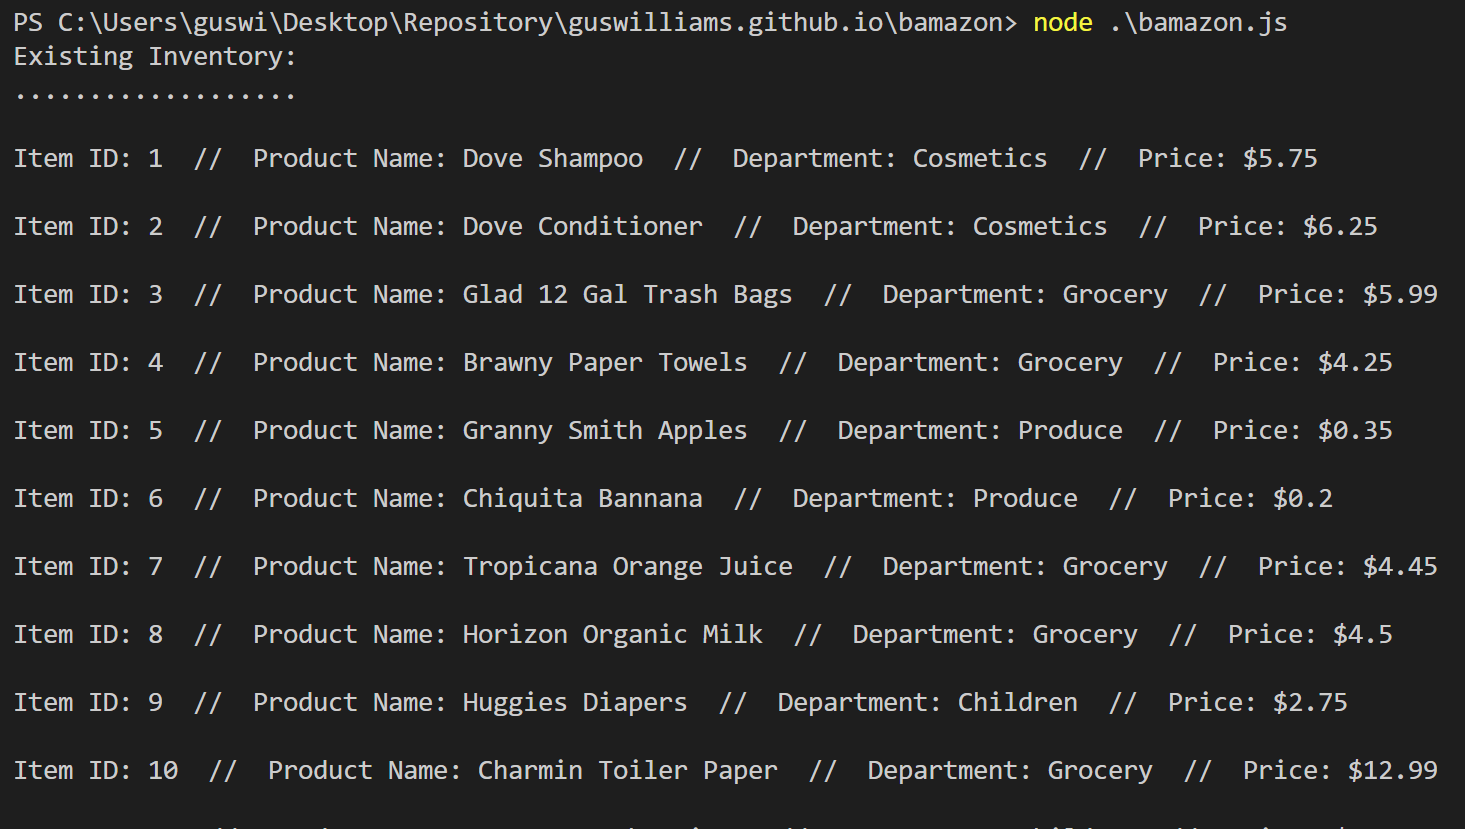 PS C:\Users\guswi\Desktop\Repository\guswilliams.github.io\bamazon> node .\bamazon.js
Existing Inventory:
...................
Item ID: 1  //  Product Name: Dove Shampoo  //  Department: Cosmetics  //  Price: $5.75
Item ID: 2  //  Product Name: Dove Conditioner  //  Department: Cosmetics  //  Price: $6.25
Item ID: 3  //  Product Name: Glad 12 Gal Trash Bags  //  Department: Grocery  //  Price: $5.99
Item ID: 4  //  Product Name: Brawny Paper Towels  //  Department: Grocery  //  Price: $4.25
Item ID: 5  //  Product Name: Granny Smith Apples  //  Department: Produce  //  Price: $0.35
Item ID: 6  //  Product Name: Chiquita Bannana  //  Department: Produce  //  Price: $0.2
Item ID: 7  //  Product Name: Tropicana Orange Juice  //  Department: Grocery  //  Price: $4.45
Item ID: 8  //  Product Name: Horizon Organic Milk  //  Department: Grocery  //  Price: $4.5
Item ID: 9  //  Product Name: Huggies Diapers  //  Department: Children  //  Price: $2.75
Item ID: 10  //  Product Name: Charmin Toiler Paper  //  Department: Grocery  //  Price: $12.99